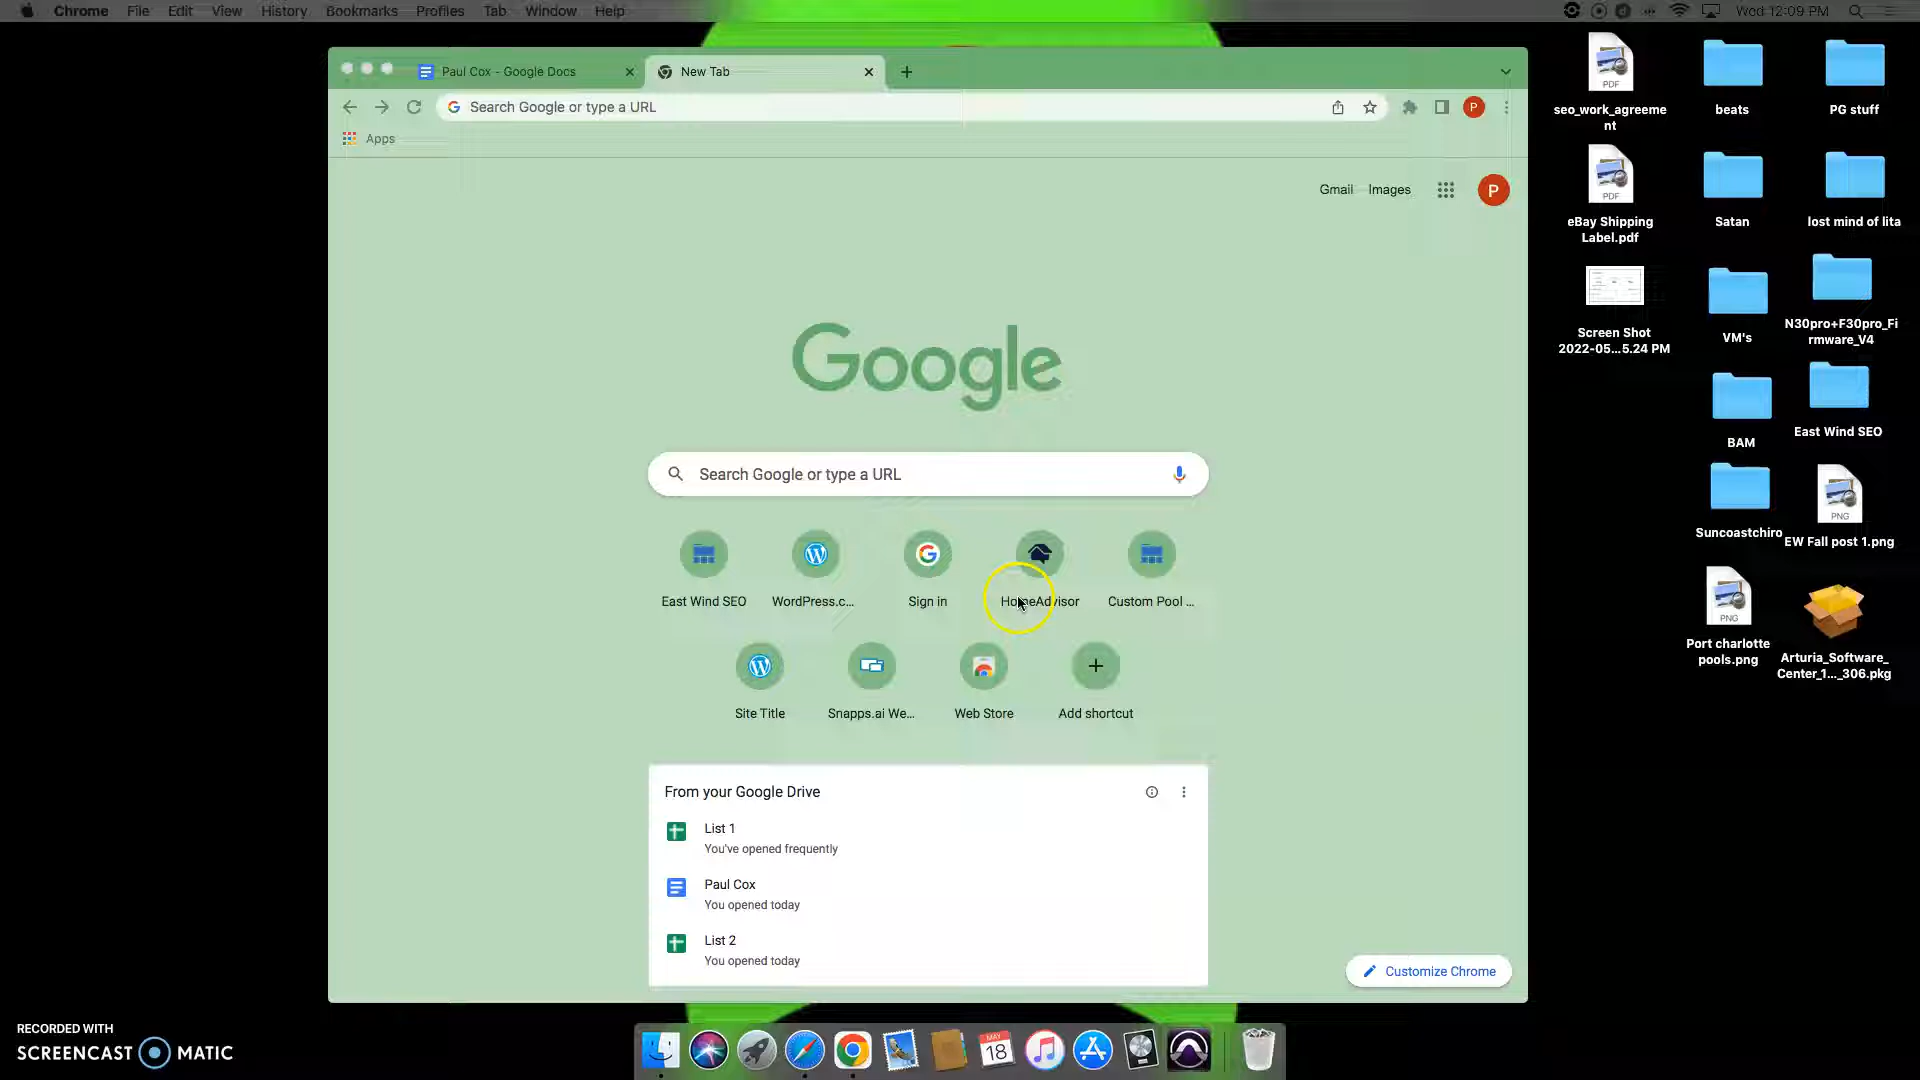 Chrome File Edit View History Bookmarks Profiles Tab Window Help
Wed 12:09 PM
Paul Cox - Google Docs
New Tab
Search Google or type a URL
P
Apps
Gmail Images
P
Google
Search Google or type a URL
East Wind SEO
WordPress.c...
Sign in
HomeAdvisor
Custom Pool ...
Site Title
Snapps.ai We...
Web Store
Add shortcut
From your Google Drive
List 1
You've opened frequently
Paul Cox
You opened today
List 2
You opened today
Customize Chrome
PDF
seo_work_agreeme
nt
beats
PG stuff
PDF
eBay Shipping
Label.pdf
Satan
lost mind of lita
Screen Shot
2022-05...5.24 PM
VM's
N30pro+F30pro_Fi
rmware_V4
BAM
East Wind SEO
Suncoastchiro
PNG
EW Fall post 1.png
PNG
Port charlotte
pools.png
Arturia_Software_
Center_1..._306.pkg
RECORDED WITH
SCREENCAST MATIC
MAY
18